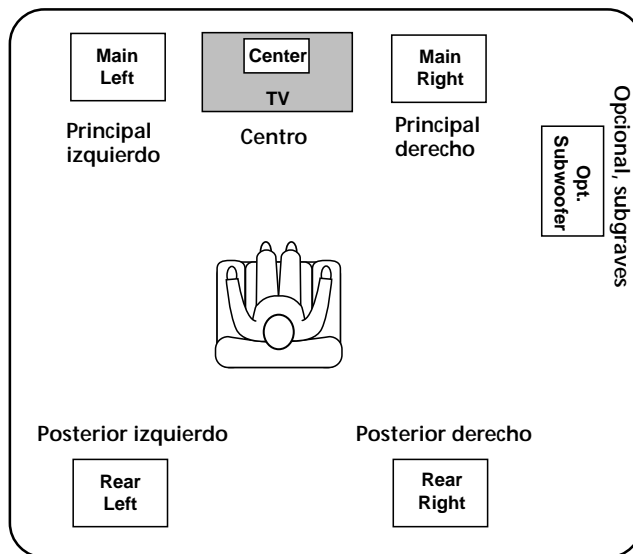 Main
Left
Center
TV
Main
Right
Principal
izquierdo
Centro
Principal
derecho
Opt.
Subwoofer
Opcional, subgraves
Posterior izquierdo
Posterior derecho
Rear
Left
Rear
Right